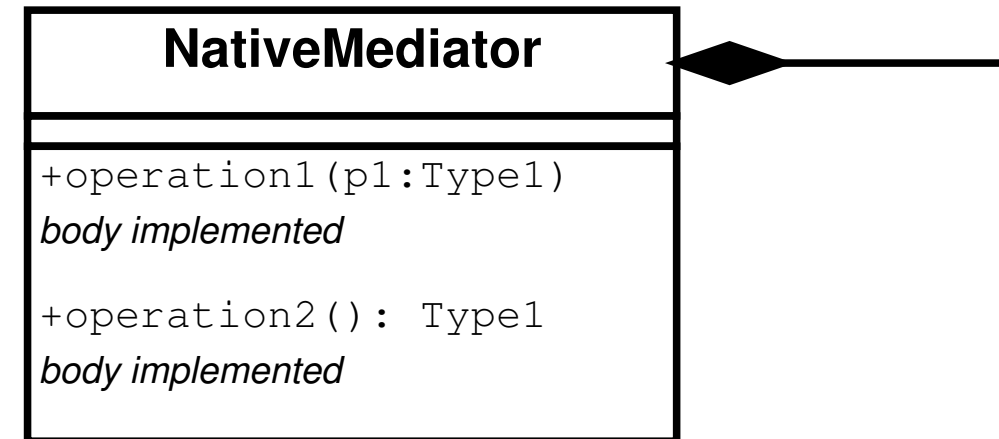 NativeMediator
+operation1(p1:Type1)
body implemented
+operation2(): Type1
body implemented